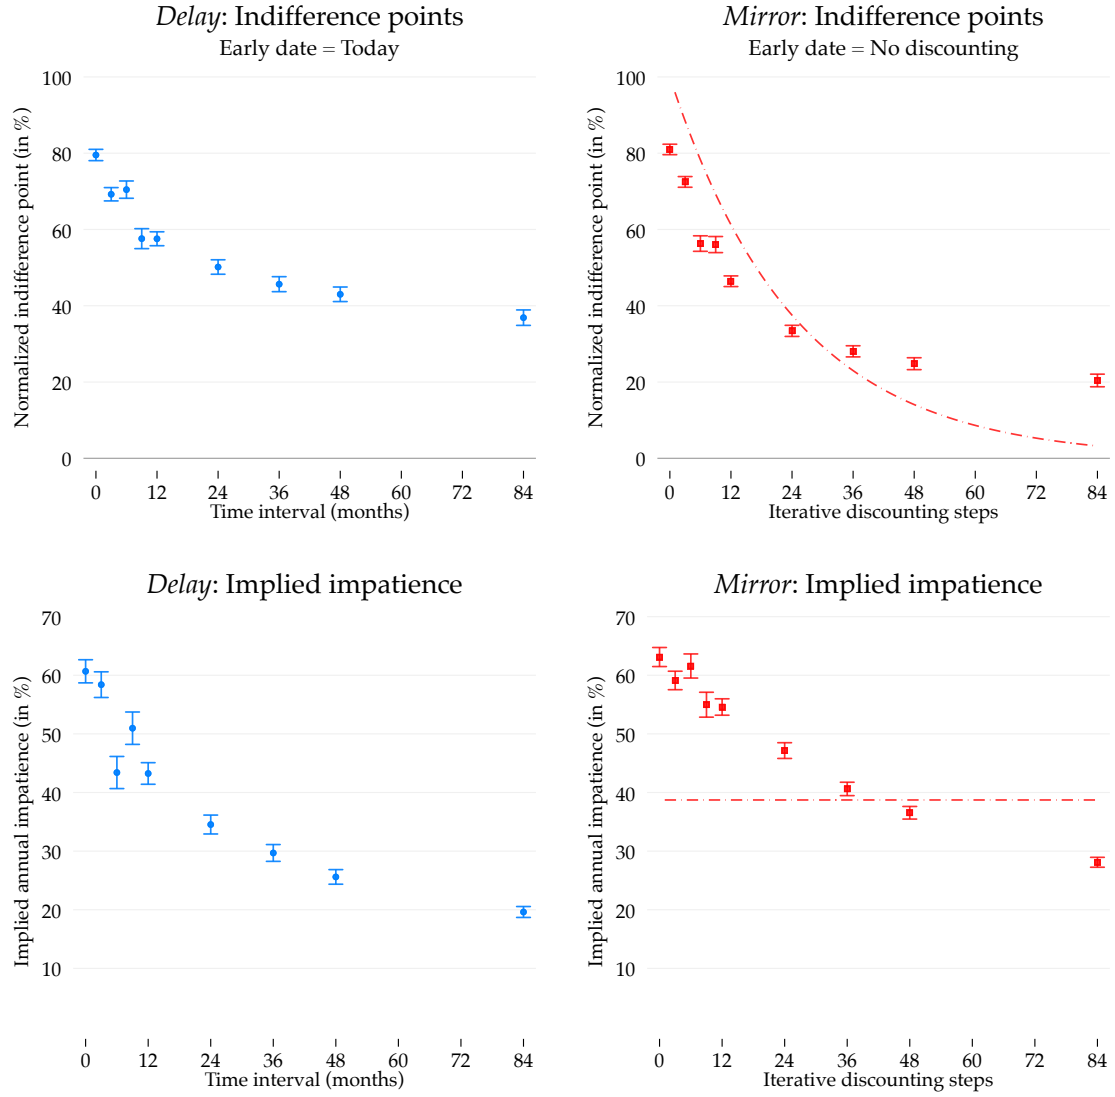 Delay: Indifference points
Early date = Today
Normalized indifference point (in %)
100
80
60
40
20
0
0 12 24 36 48 60 72 84
Time interval (months)
Mirror: Indifference points
Early date = No discounting
Normalized indifference point (in %)
100
80
60
40
20
0
0 12 24 36 48 60 72 84
Iterative discounting steps
Delay: Implied impatience
Implied annual impatience (in %)
70
60
50
40
30
20
10
0 12 24 36 48 60 72 84
Time interval (months)
Mirror: Implied impatience
Implied annual impatience (in %)
70
60
50
40
30
20
10
0 12 24 36 48 60 72 84
Iterative discounting steps